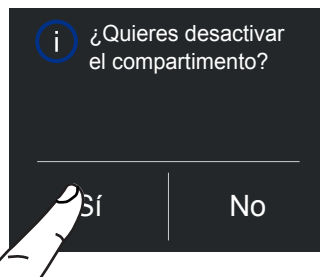 i
¿Quieres desactivar
el compartimento?
Sí
No